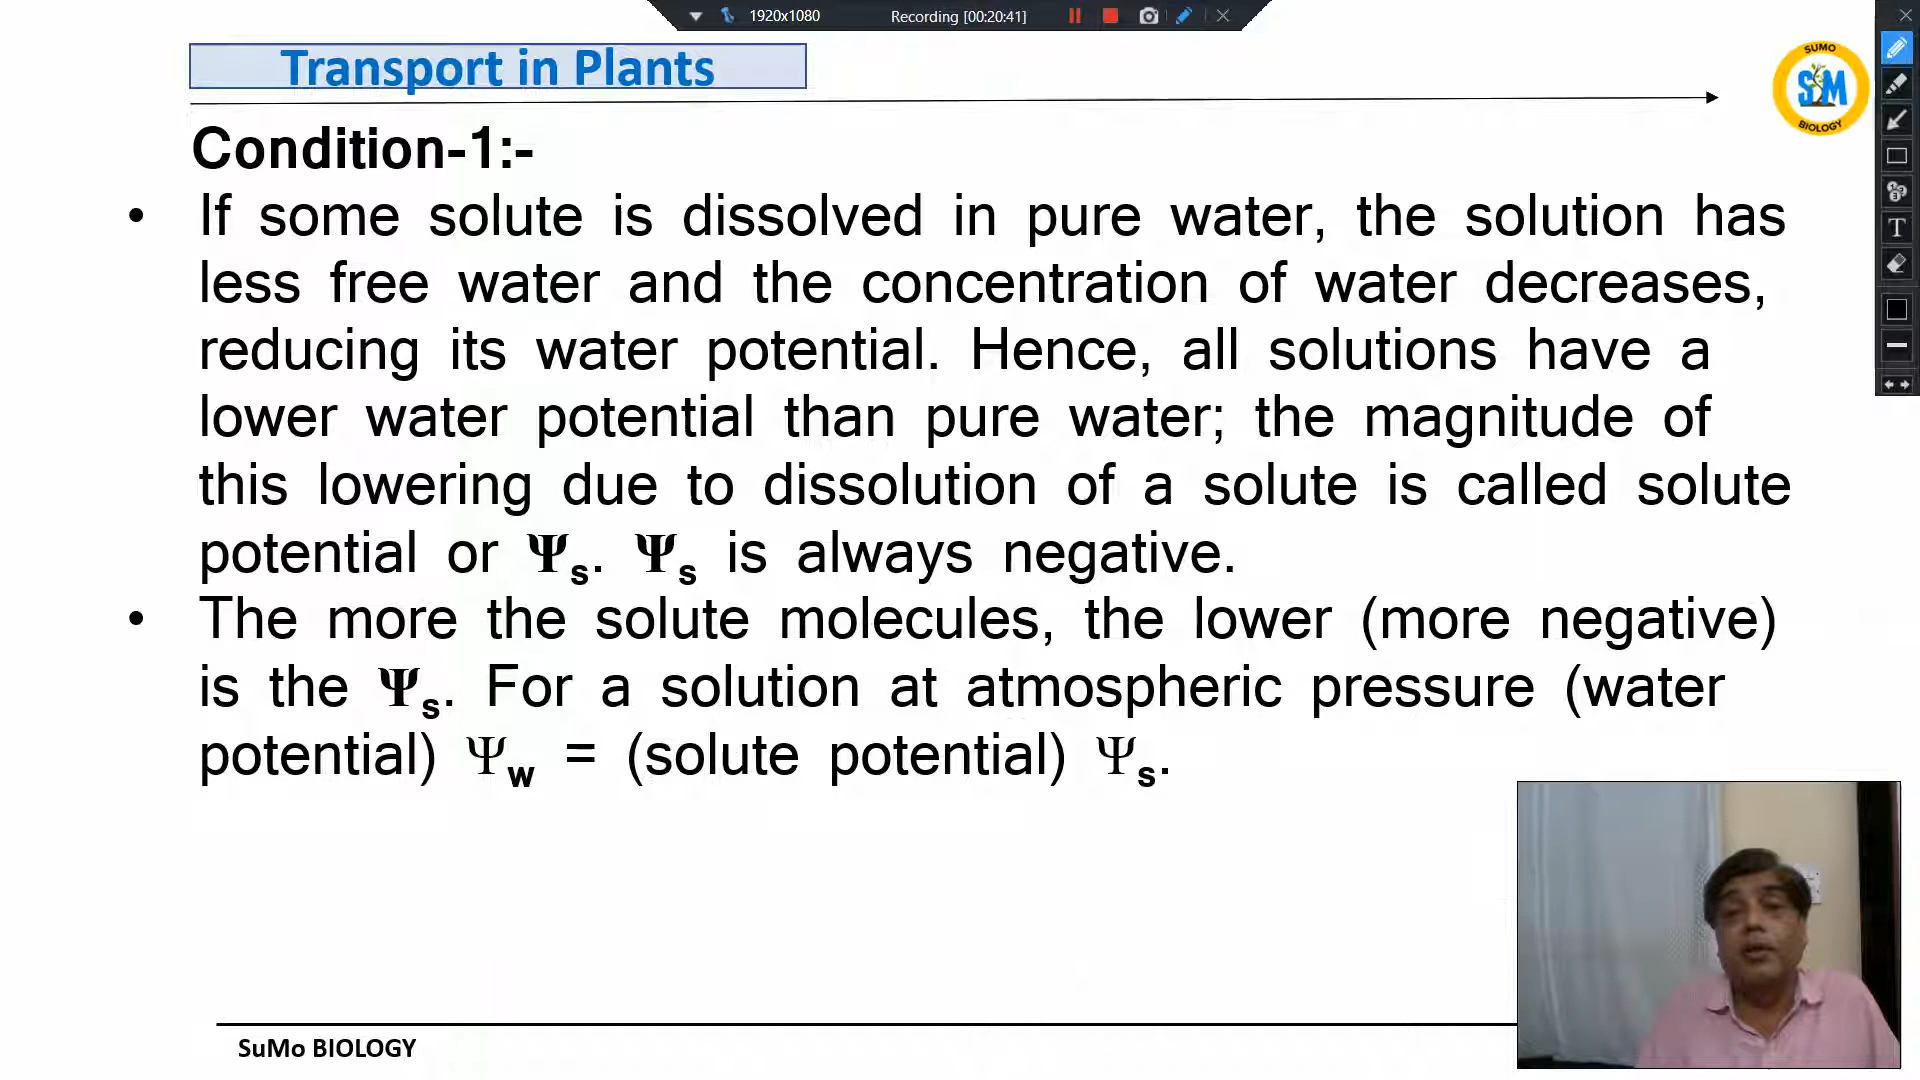 1920x1080 Recording [00:20:41]
Transport in Plants
SUMO
SM
BIOLOGY
T
Condition-1:-
• If some solute is dissolved in pure water, the solution has
less free water and the concentration of water decreases,
reducing its water potential. Hence, all solutions have a
lower water potential than pure water; the magnitude of
this lowering due to dissolution of a solute is called solute
potential or Ψs. Ψs is always negative.
• The more the solute molecules, the lower (more negative)
is the Ψs. For a solution at atmospheric pressure (water
potential) Ψw = (solute potential) Ψs.
SuMo BIOLOGY